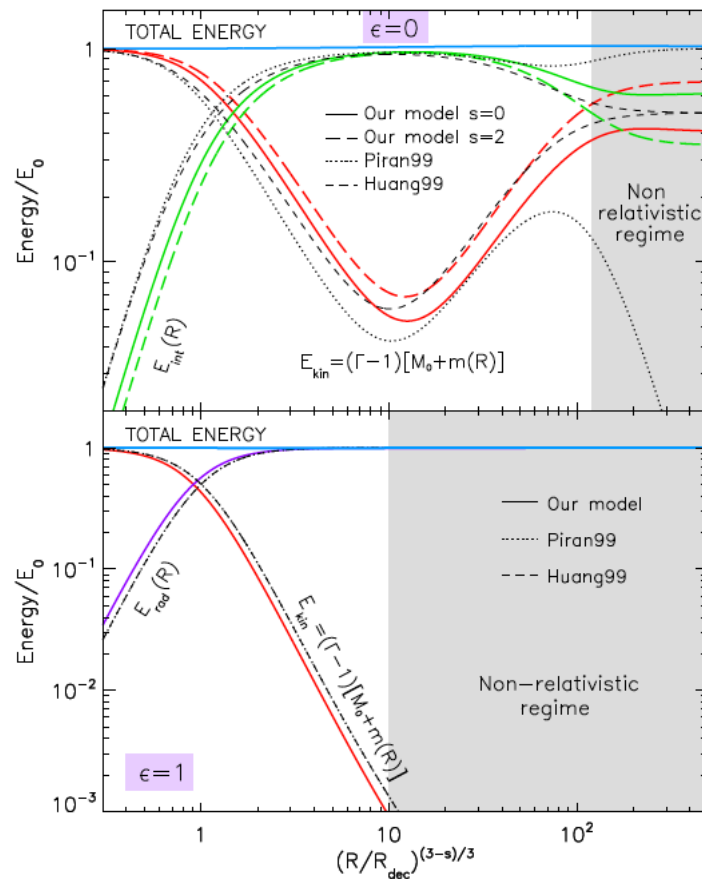 TOTAL ENERGY
ϵ=0
1
Our model s=0
Our model s=2
Piran99
Huang99
Non
relativistic
regime
Energy/E₀
10⁻¹
E_int(R)
E_kin=(Γ−1)[M₀+m(R)]
TOTAL ENERGY
1
Our model
Piran99
Huang99
10⁻¹
E_rad(R)
E_kin=(Γ−1)[M₀+m(R)]
Energy/E₀
10⁻²
Non−relativistic
regime
ϵ=1
10⁻³
1 10 10²
(R/R_dec)^(3−s)/3